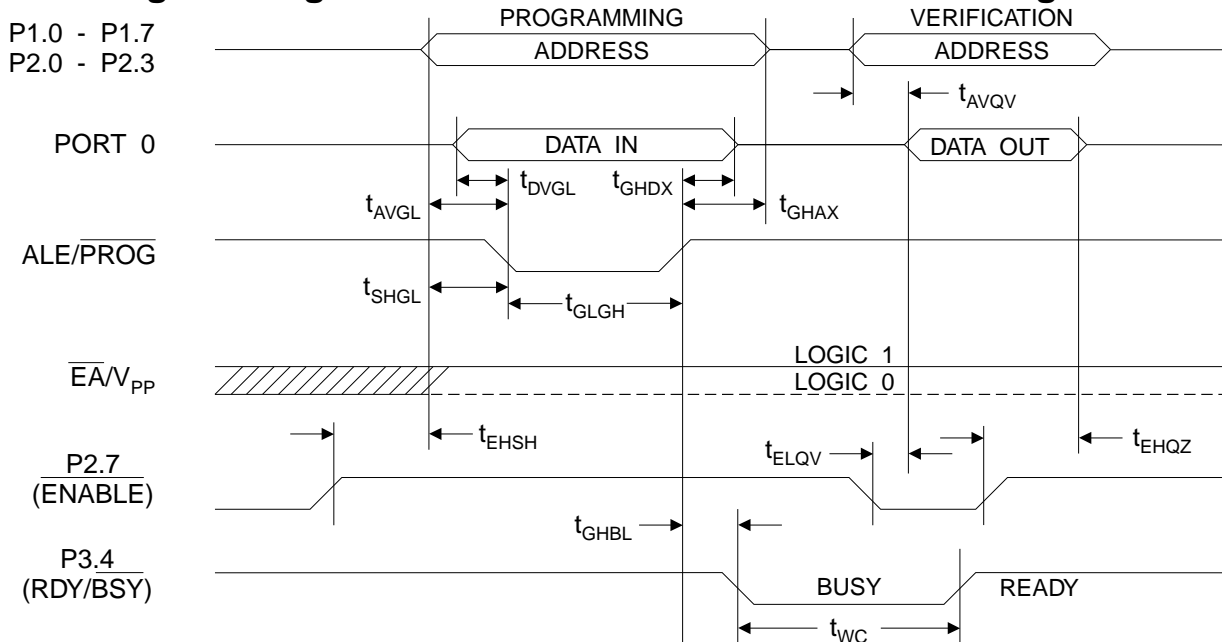 PROGRAMMING
VERIFICATION
P1.0 - P1.7
P2.0 - P2.3
ADDRESS
ADDRESS
tAVQV
PORT 0
DATA IN
DATA OUT
tDVGL
tGHDX
tAVGL
tGHAX
ALE/PROG
tSHGL
tGLGH
LOGIC 1
EA/VPP
LOGIC 0
tEHSH
tELQV
tEHQZ
P2.7
(ENABLE)
tGHBL
P3.4
(RDY/BSY)
BUSY
READY
tWC